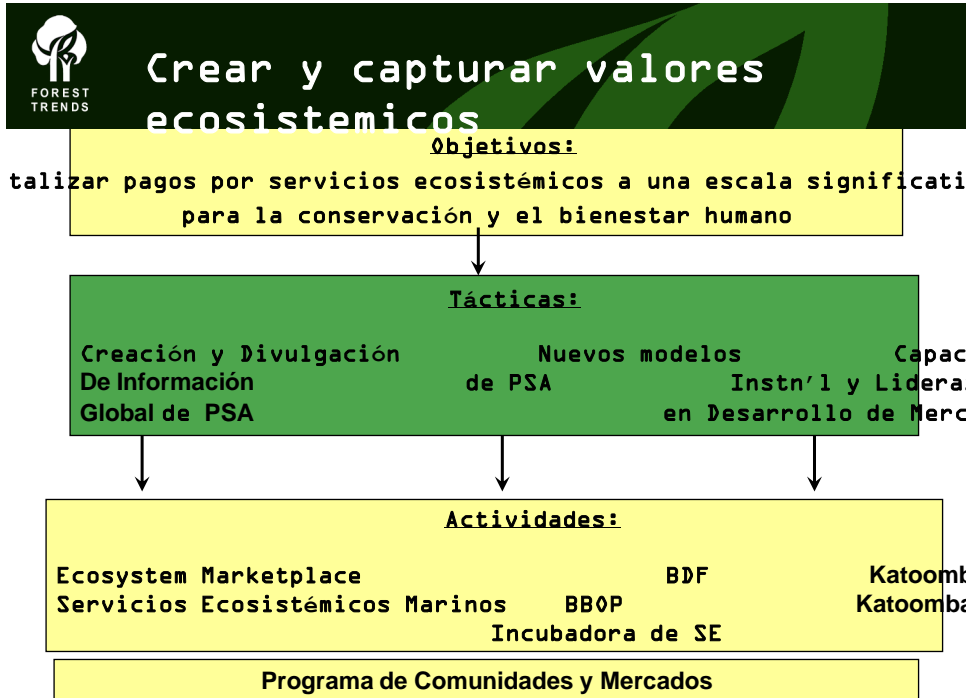 FOREST
TRENDS
Crear y capturar valores
ecosistemicos
Objetivos:
talizar pagos por servicios ecosistémicos a una escala significati
para la conservación y el bienestar humano
Tácticas:
Creación y Divulgación Nuevos modelos Capac
De Información de PSA Instn'l y Lidera
Global de PSA en Desarrollo de Merc
Actividades:
Ecosystem Marketplace BDF Katoomb
Servicios Ecosistémicos Marinos BBOP Katoomba
Incubadora de SE
Programa de Comunidades y Mercados